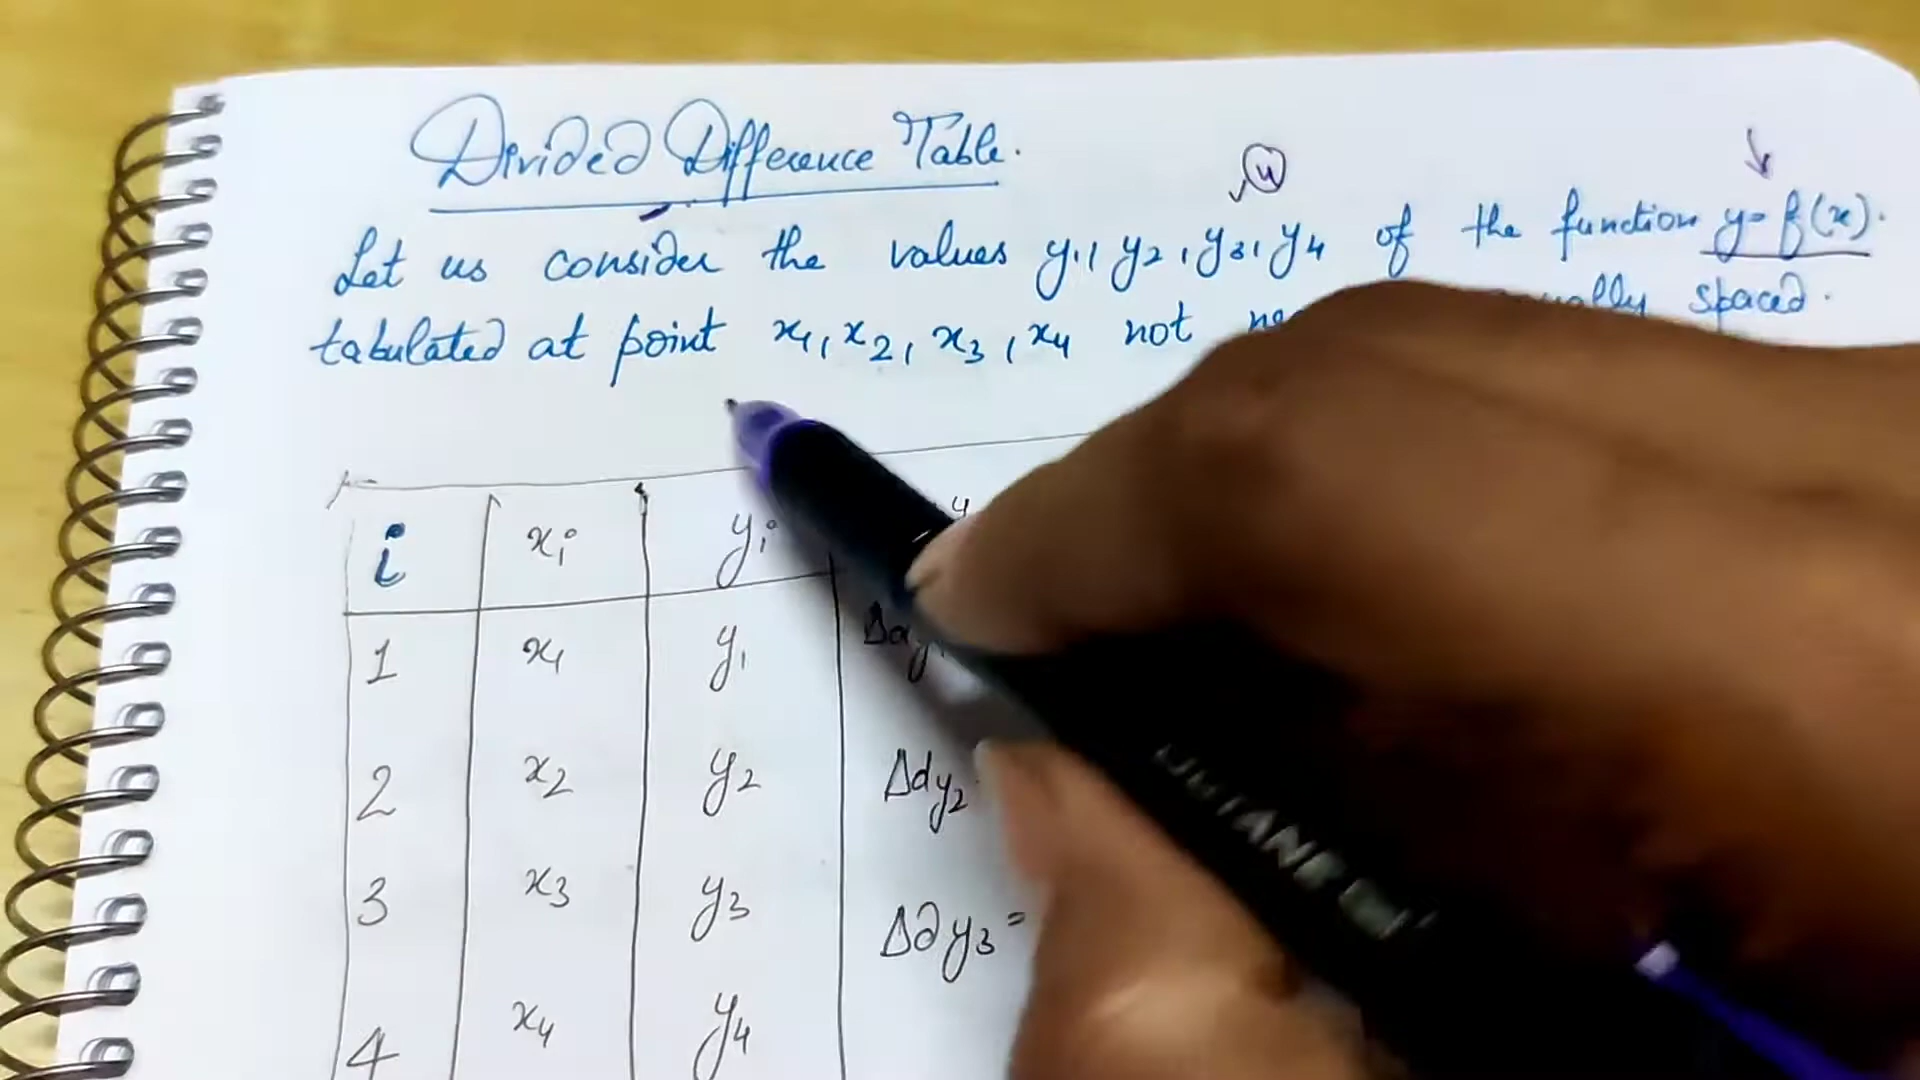 Divided Difference Table.
4
Let us consider the values y1, y2, y3, y4 of the function y = f(x).
tabulated at point x1, x2, x3, x4 not spaced.
i xi yi
1 x1 y1
2 x2 y2 Δdy2
3 x3 y3 Δdy3 =
4 x4 y4